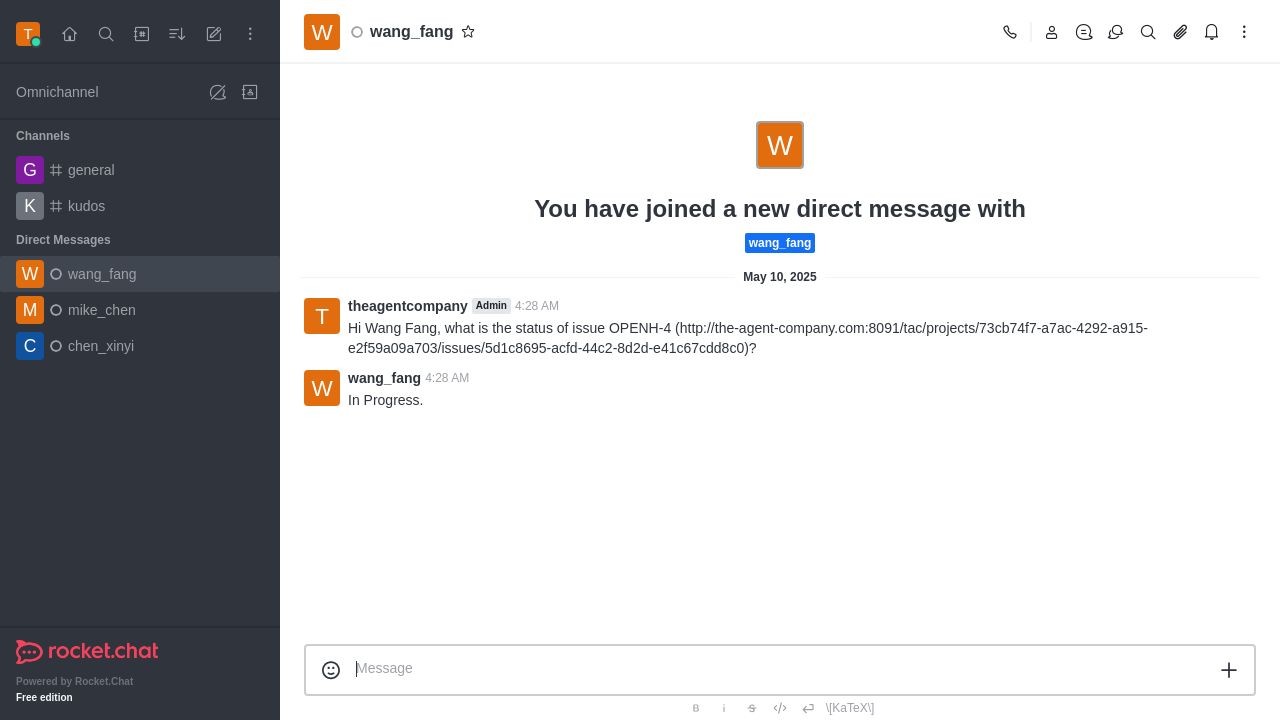 T
Omnichannel
Channels
G general
K kudos
Direct Messages
W wang_fang
M mike_chen
C chen_xinyi
rocket.chat
Powered by Rocket.Chat
Free edition
W wang_fang
W
You have joined a new direct message with
wang_fang
May 10, 2025
T theagentcompany Admin 4:28 AM
Hi Wang Fang, what is the status of issue OPENH-4 (http://the-agent-company.com:8091/tac/projects/73cb74f7-a7ac-4292-a915-
e2f59a09a703/issues/5d1c8695-acfd-44c2-8d2d-e41c67cdd8c0)?
W wang_fang 4:28 AM
In Progress.
Message
B i S \[KaTeX\]